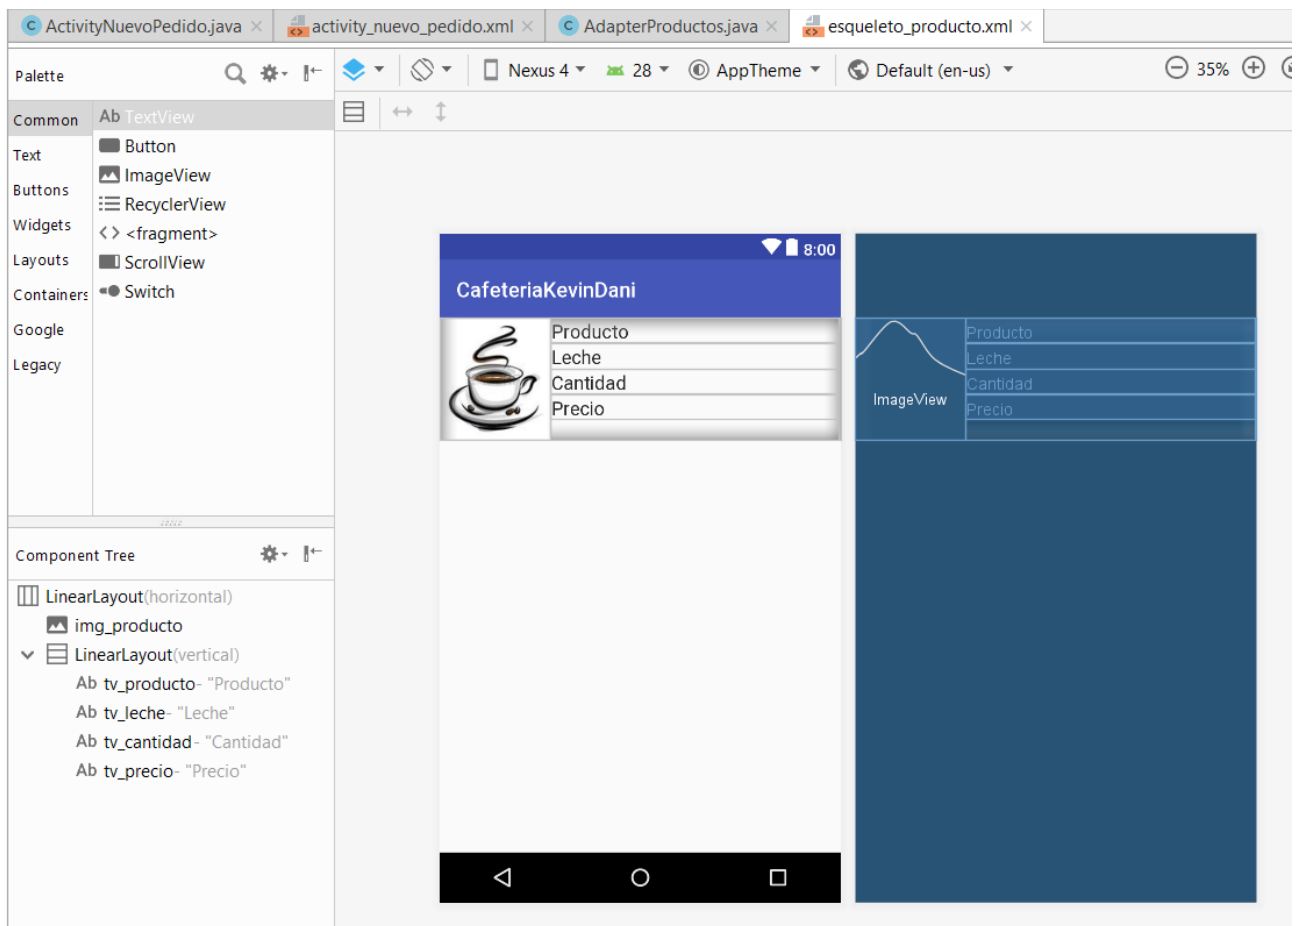 ActivityNuevoPedido.java
activity_nuevo_pedido.xml
AdapterProductos.java
esqueleto_producto.xml
Palette
Nexus 4
28
AppTheme
Default (en-us)
35%
Common
Text
Buttons
Widgets
Layouts
Containers
Google
Legacy
Ab TextView
Button
ImageView
RecyclerView
<> <fragment>
ScrollView
Switch
8:00
CafeteriaKevinDani
Producto
Leche
Cantidad
Precio
ImageView
Producto
Leche
Cantidad
Precio
Component Tree
LinearLayout(horizontal)
img_producto
LinearLayout(vertical)
Ab tv_producto- "Producto"
Ab tv_leche- "Leche"
Ab tv_cantidad- "Cantidad"
Ab tv_precio- "Precio"